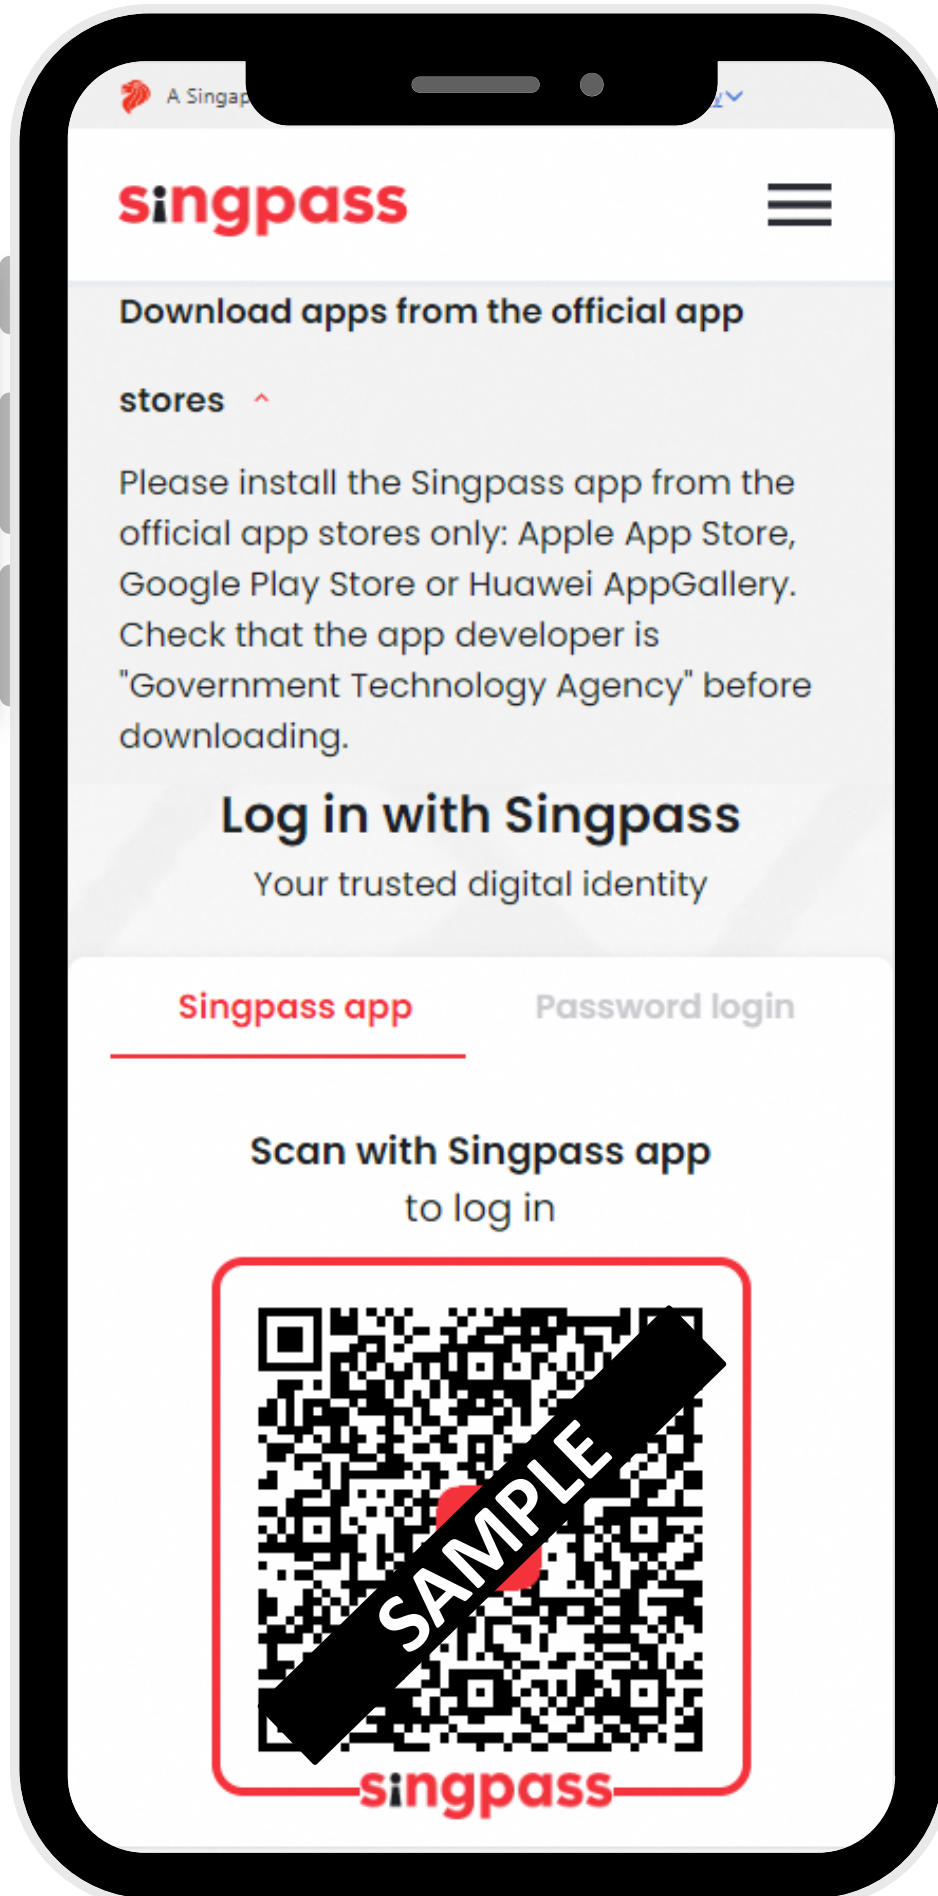 A Singap
singpass
Download apps from the official app
stores
Please install the Singpass app from the
official app stores only: Apple App Store,
Google Play Store or Huawei AppGallery.
Check that the app developer is
"Government Technology Agency" before
downloading.
Log in with Singpass
Your trusted digital identity
Singpass app Password login
Scan with Singpass app
to log in
SAMPLE
singpass